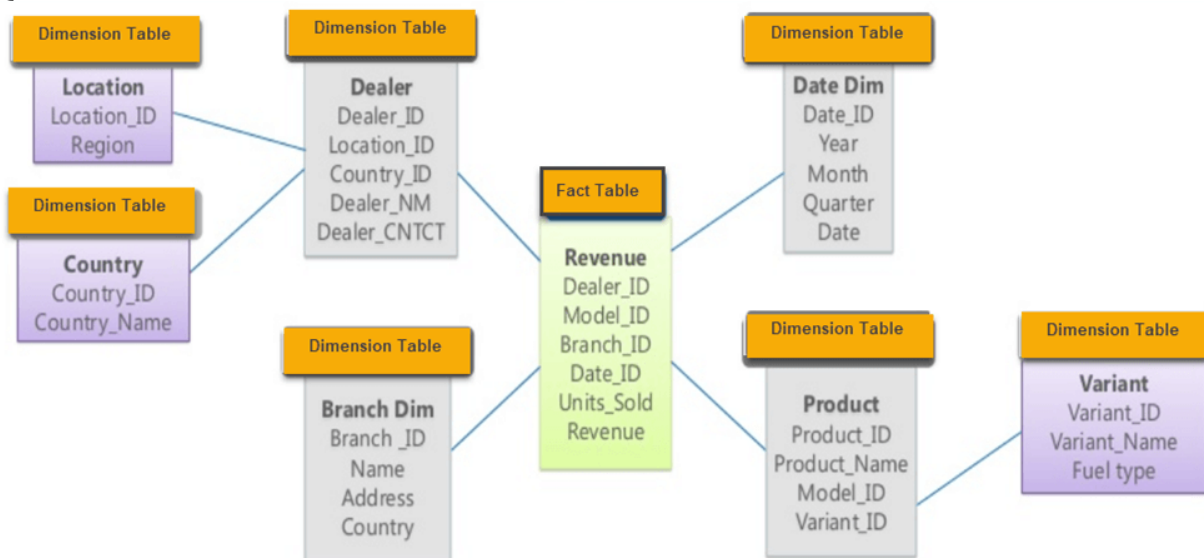 Dimension Table
Location
Location_ID
Region
Dimension Table
Country
Country_ID
Country_Name
Dimension Table
Dealer
Dealer_ID
Location_ID
Country_ID
Dealer_NM
Dealer_CNTCT
Dimension Table
Branch Dim
Branch _ID
Name
Address
Country
Fact Table
Revenue
Dealer_ID
Model_ID
Branch_ID
Date_ID
Units_Sold
Revenue
Dimension Table
Date Dim
Date_ID
Year
Month
Quarter
Date
Dimension Table
Product
Product_ID
Product_Name
Model_ID
Variant_ID
Dimension Table
Variant
Variant_ID
Variant_Name
Fuel type